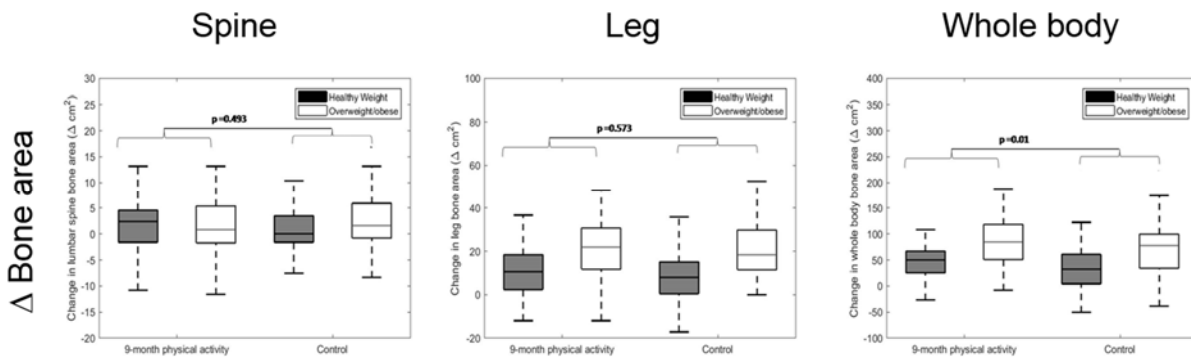 Spine
Leg
Whole body
Δ Bone area
Change in lumbar spine bone area (Δ cm²)
30
25
20
15
10
5
0
-5
-10
-15
-20
Healthy Weight
Overweight/obese
p=0.493
9-month physical activity
Control
Change in leg bone area (Δ cm²)
100
80
60
40
20
0
-20
Healthy Weight
Overweight/obese
p=0.573
9-month physical activity
Control
Change in whole body bone area (Δ cm²)
400
350
300
250
200
150
100
50
0
-50
-100
Healthy Weight
Overweight/obese
p=0.01
9-month physical activity
Control